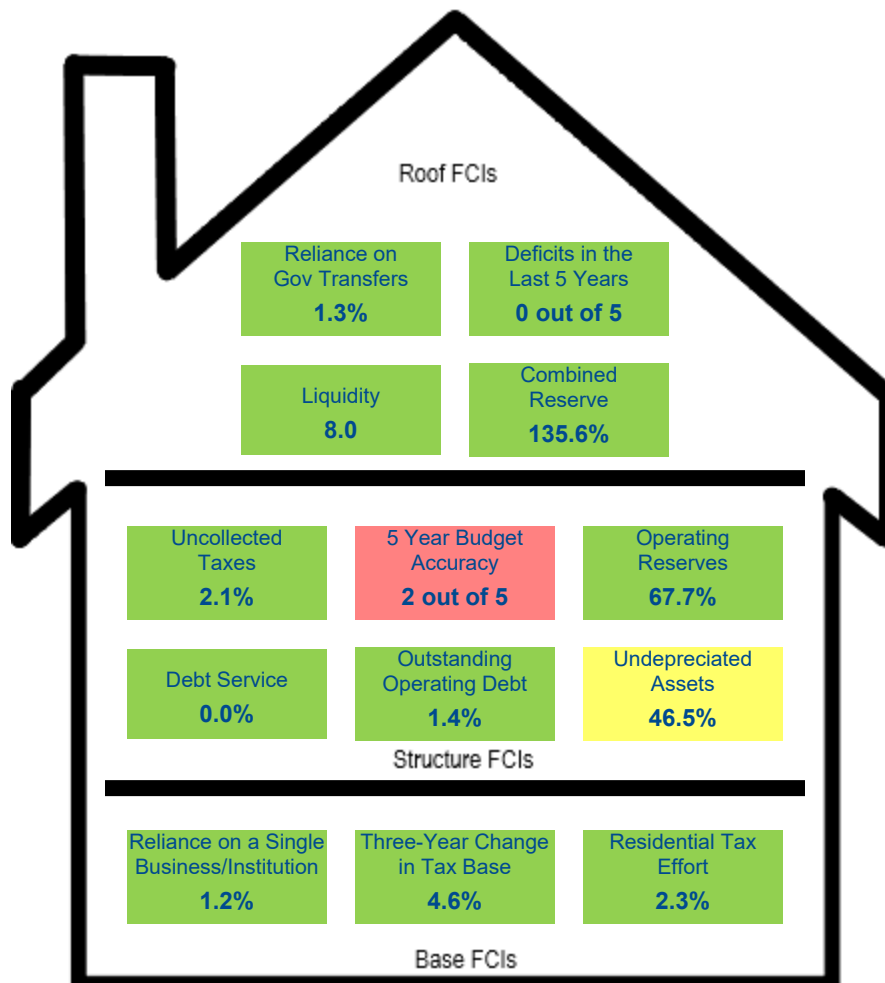 Roof FCIs
Reliance on
Gov Transfers
1.3%
Deficits in the
Last 5 Years
0 out of 5
Liquidity
8.0
Combined
Reserve
135.6%
Uncollected
Taxes
2.1%
5 Year Budget
Accuracy
2 out of 5
Operating
Reserves
67.7%
Debt Service
0.0%
Outstanding
Operating Debt
1.4%
Undepreciated
Assets
46.5%
Structure FCIs
Reliance on a Single
Business/Institution
1.2%
Three-Year Change
in Tax Base
4.6%
Residential Tax
Effort
2.3%
Base FCIs